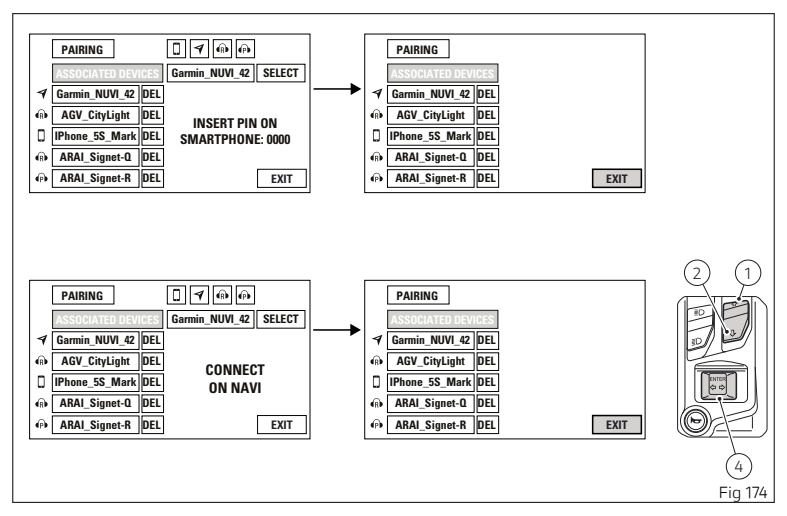 PAIRING
ASSOCIATED DEVICES Garmin_NUVI_42 SELECT
Garmin_NUVI_42 DEL
R AGV_CityLight DEL
IPhone_5S_Mark DEL
R ARAI_Signet-Q DEL
P ARAI_Signet-R DEL
INSERT PIN ON
SMARTPHONE: 0000
EXIT
PAIRING
ASSOCIATED DEVICES
Garmin_NUVI_42 DEL
R AGV_CityLight DEL
IPhone_5S_Mark DEL
R ARAI_Signet-Q DEL
P ARAI_Signet-R DEL
EXIT
PAIRING
ASSOCIATED DEVICES Garmin_NUVI_42 SELECT
Garmin_NUVI_42 DEL
R AGV_CityLight DEL
IPhone_5S_Mark DEL
R ARAI_Signet-Q DEL
P ARAI_Signet-R DEL
CONNECT
ON NAVI
EXIT
PAIRING
ASSOCIATED DEVICES
Garmin_NUVI_42 DEL
R AGV_CityLight DEL
IPhone_5S_Mark DEL
R ARAI_Signet-Q DEL
P ARAI_Signet-R DEL
EXIT
2 1
ENTER
4
Fig 174